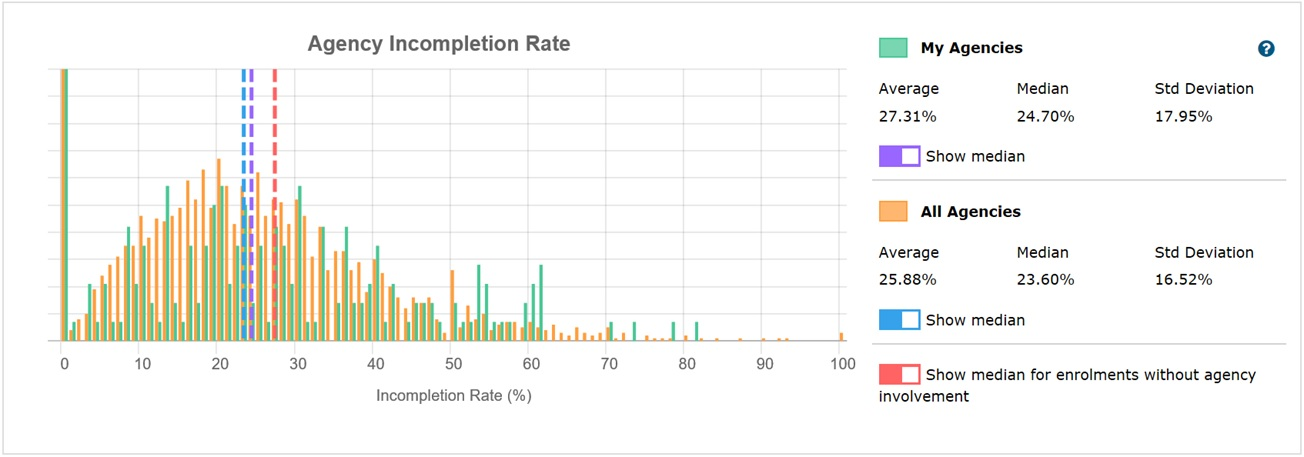 Agency Incompletion Rate
0 10 20 30 40 50 60 70 80 90 100
Incompletion Rate (%)
My Agencies ?
Average Median Std Deviation
27.31% 24.70% 17.95%
Show median
All Agencies
Average Median Std Deviation
25.88% 23.60% 16.52%
Show median
Show median for enrolments without agency
involvement